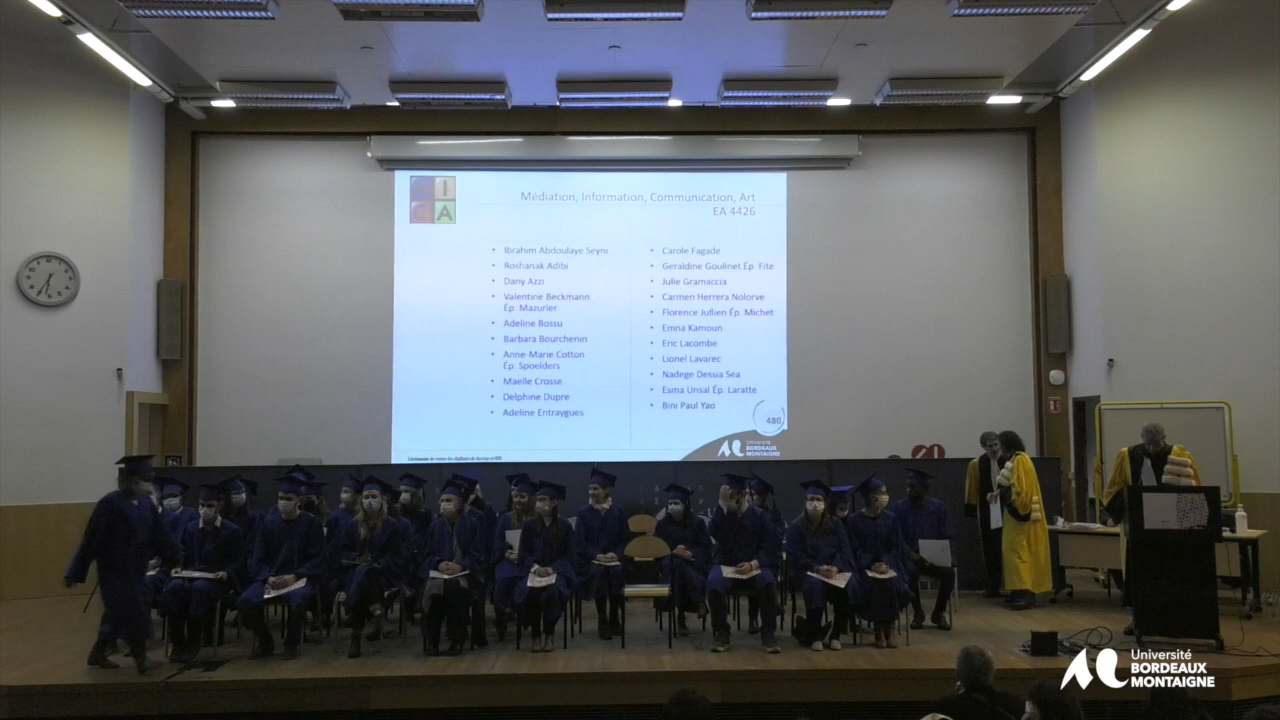 I
C A
Médiation, Information, Communication, Art
EA 4426
• Ibrahim Abdoulaye Seyni
• Roshanak Adibi
• Dany Azzi
• Valentine Beckmann
Ép. Mazurier
• Adeline Bossu
• Barbara Bourchenin
• Anne-Marie Cotton
Ép. Spoelders
• Maelle Crosse
• Delphine Dupre
• Adeline Entraygues
• Carole Fagade
• Geraldine Goulinet Ép. Fite
• Julie Gramaccia
• Carmen Herrera Nolorve
• Florence Jullien Ép. Michet
• Emna Kamoun
• Eric Lacombe
• Lionel Lavarec
• Nadege Dessia Sea
• Esma Unsal Ép. Laratte
• Bini Paul Yao
480
Université
BORDEAUX
MONTAIGNE
Université
BORDEAUX
MONTAIGNE